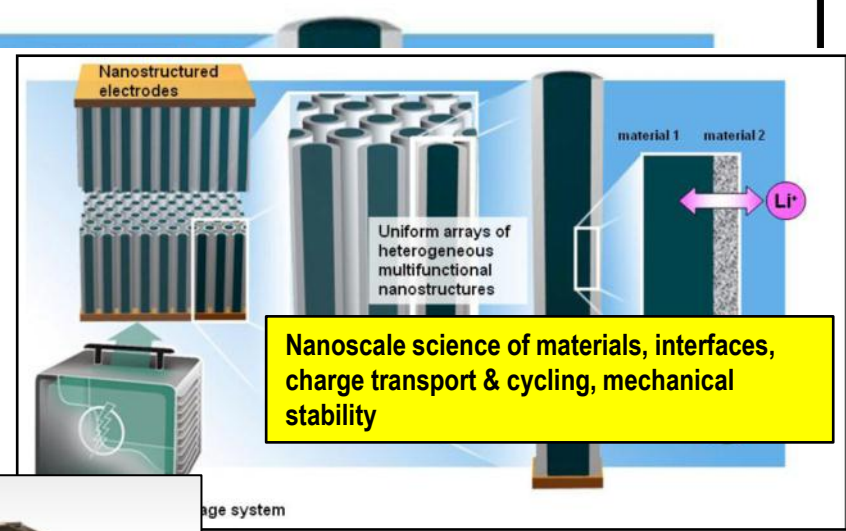 Nanostructured
electrodes
material 1 material 2
Li+
Uniform arrays of
heterogeneous
multifunctional
nanostructures
Nanoscale science of materials, interfaces,
charge transport & cycling, mechanical
stability
system